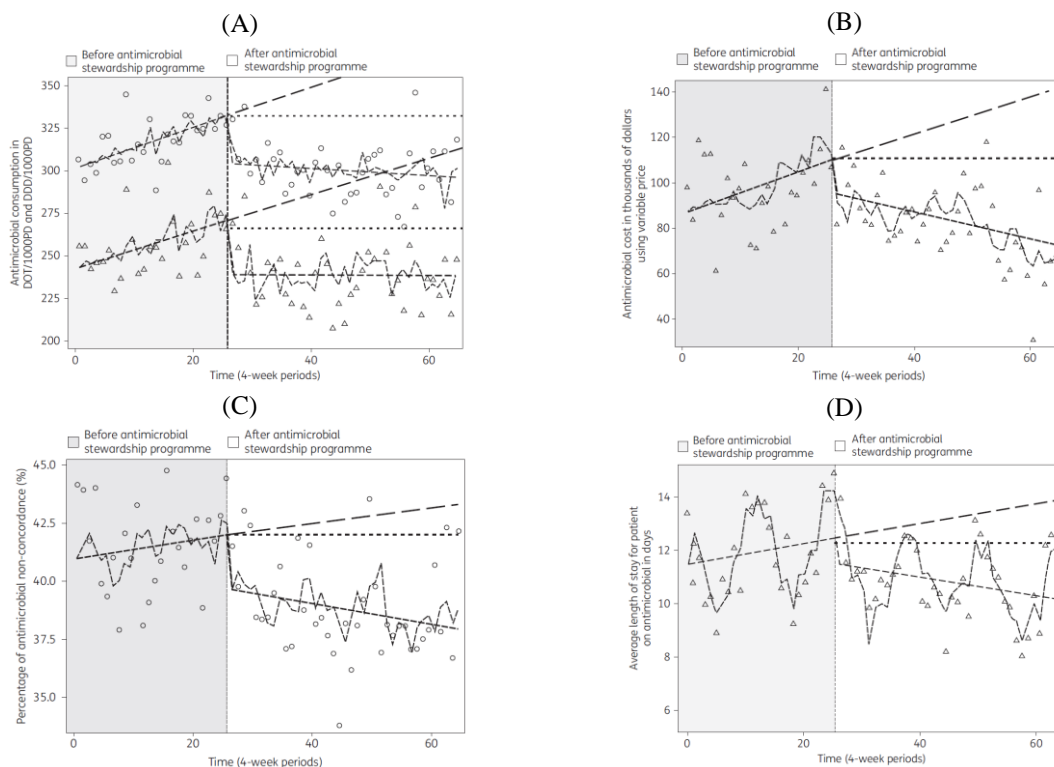 (A)
Before antimicrobial
stewardship programme
After antimicrobial
stewardship programme
Antimicrobial consumption in
DOT/1000PD and DDD/1000PD
350
325
300
275
250
225
200
0
20
40
60
Time (4-week periods)
(B)
Before antimicrobial
stewardship programme
After antimicrobial
stewardship programme
Antimicrobial cost in thousands of dollars
using variable price
140
120
100
80
60
40
0
20
40
60
Time (4-week periods)
(C)
Before antimicrobial
stewardship programme
After antimicrobial
stewardship programme
Percentage of antimicrobial non-concordance (%)
45.0
42.5
40.0
37.5
35.0
0
20
40
60
Time (4-week periods)
(D)
Before antimicrobial
stewardship programme
After antimicrobial
stewardship programme
Average length of stay for patient
on antimicrobial in days
14
12
10
8
6
0
20
40
60
Time (4-week periods)